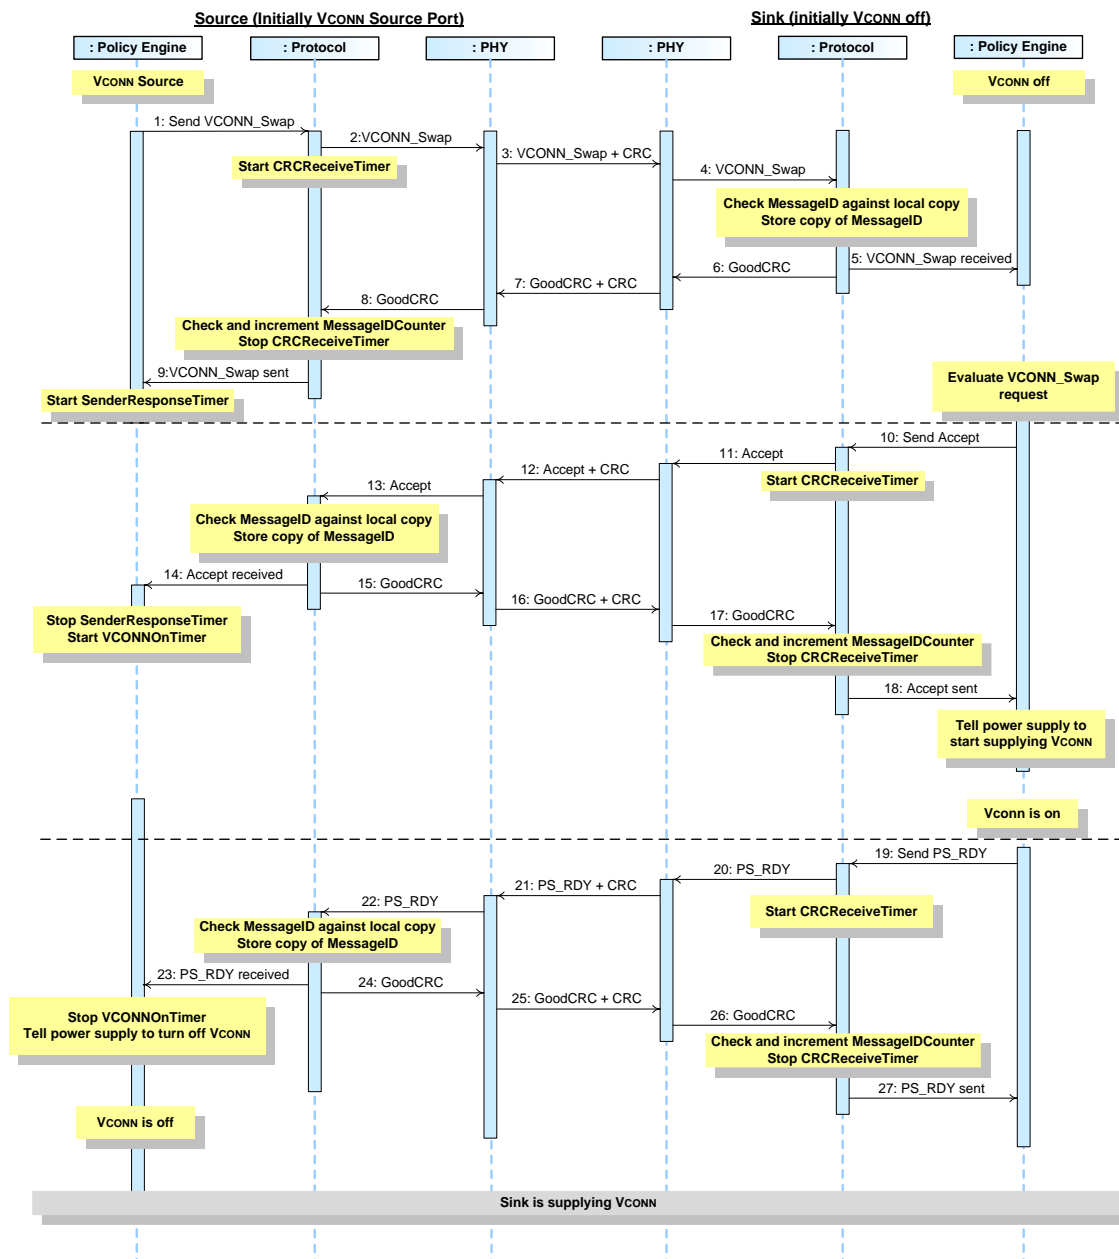 Source (Initially VCONN Source Port)
Sink (initially VCONN off)
: Policy Engine
: Protocol
: PHY
: PHY
: Protocol
: Policy Engine
VCONN Source
VCONN off
1: Send VCONN_Swap
2:VCONN_Swap
3: VCONN_Swap + CRC
Start CRCReceiveTimer
4: VCONN_Swap
Check MessageID against local copy
Store copy of MessageID
5: VCONN_Swap received
6: GoodCRC
7: GoodCRC + CRC
8: GoodCRC
Check and increment MessageIDCounter
Stop CRCReceiveTimer
9:VCONN_Swap sent
Evaluate VCONN_Swap
request
Start SenderResponseTimer
10: Send Accept
11: Accept
12: Accept + CRC
Start CRCReceiveTimer
13: Accept
Check MessageID against local copy
Store copy of MessageID
14: Accept received
15: GoodCRC
16: GoodCRC + CRC
Stop SenderResponseTimer
Start VCONNOnTimer
17: GoodCRC
Check and increment MessageIDCounter
Stop CRCReceiveTimer
18: Accept sent
Tell power supply to
start supplying VCONN
Vconn is on
19: Send PS_RDY
20: PS_RDY
21: PS_RDY + CRC
22: PS_RDY
Start CRCReceiveTimer
Check MessageID against local copy
Store copy of MessageID
23: PS_RDY received
24: GoodCRC
25: GoodCRC + CRC
Stop VCONNOnTimer
Tell power supply to turn off VCONN
26: GoodCRC
Check and increment MessageIDCounter
Stop CRCReceiveTimer
27: PS_RDY sent
VCONN is off
Sink is supplying VCONN